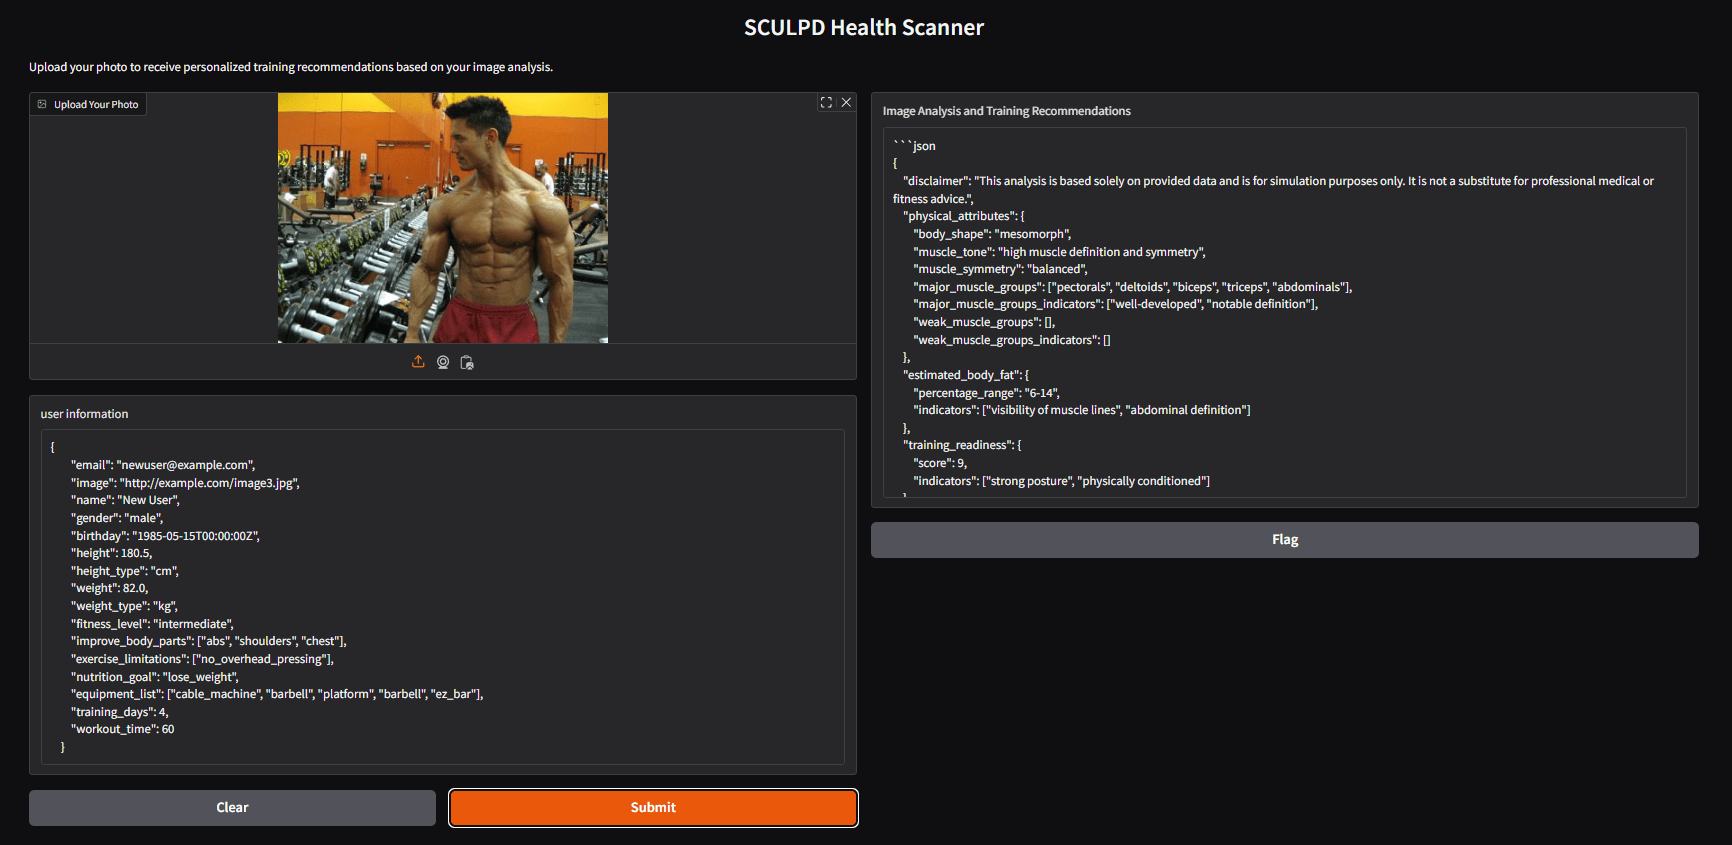 SCULPD Health Scanner
Upload your photo to receive personalized training recommendations based on your image analysis.
Upload Your Photo
user information
{
"email": "newuser@example.com",
"image": "http://example.com/image3.jpg",
"name": "New User",
"gender": "male",
"birthday": "1985-05-15T00:00:00Z",
"height": 180.5,
"height_type": "cm",
"weight": 82.0,
"weight_type": "kg",
"fitness_level": "intermediate",
"improve_body_parts": ["abs", "shoulders", "chest"],
"exercise_limitations": ["no_overhead_pressing"],
"nutrition_goal": "lose_weight",
"equipment_list": ["cable_machine", "barbell", "platform", "barbell", "ez_bar"],
"training_days": 4,
"workout_time": 60
}
Clear
Submit
Image Analysis and Training Recommendations
```json
{
"disclaimer": "This analysis is based solely on provided data and is for simulation purposes only. It is not a substitute for professional medical or
fitness advice.",
"physical_attributes": {
"body_shape": "mesomorph",
"muscle_tone": "high muscle definition and symmetry",
"muscle_symmetry": "balanced",
"major_muscle_groups": ["pectorals", "deltoids", "biceps", "triceps", "abdominals"],
"major_muscle_groups_indicators": ["well-developed", "notable definition"],
"weak_muscle_groups": [],
"weak_muscle_groups_indicators": []
},
"estimated_body_fat": {
"percentage_range": "6-14",
"indicators": ["visibility of muscle lines", "abdominal definition"]
},
"training_readiness": {
"score": 9,
"indicators": ["strong posture", "physically conditioned"]
Flag